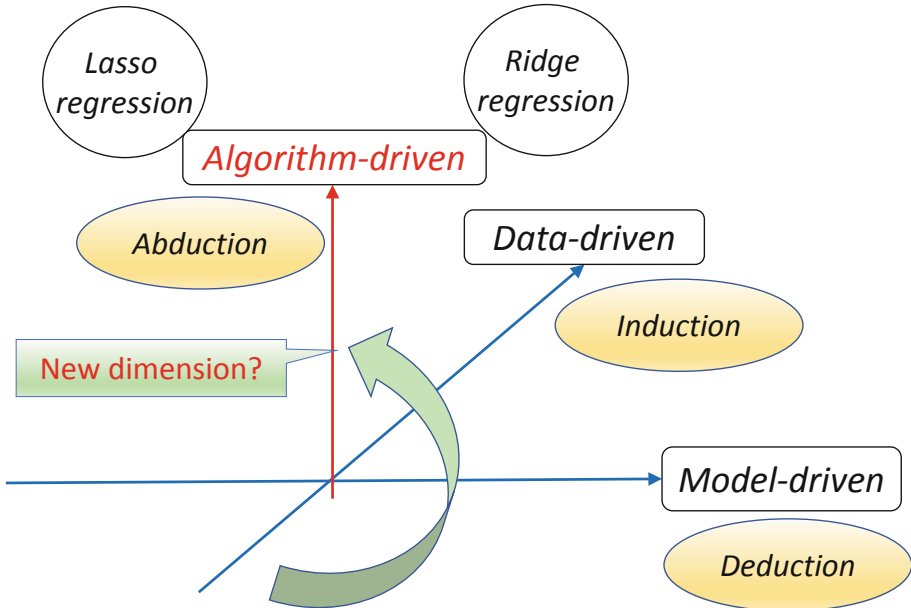 Lasso
regression
Ridge
regression
Algorithm-driven
Abduction
Data-driven
Induction
New dimension?
Model-driven
Deduction